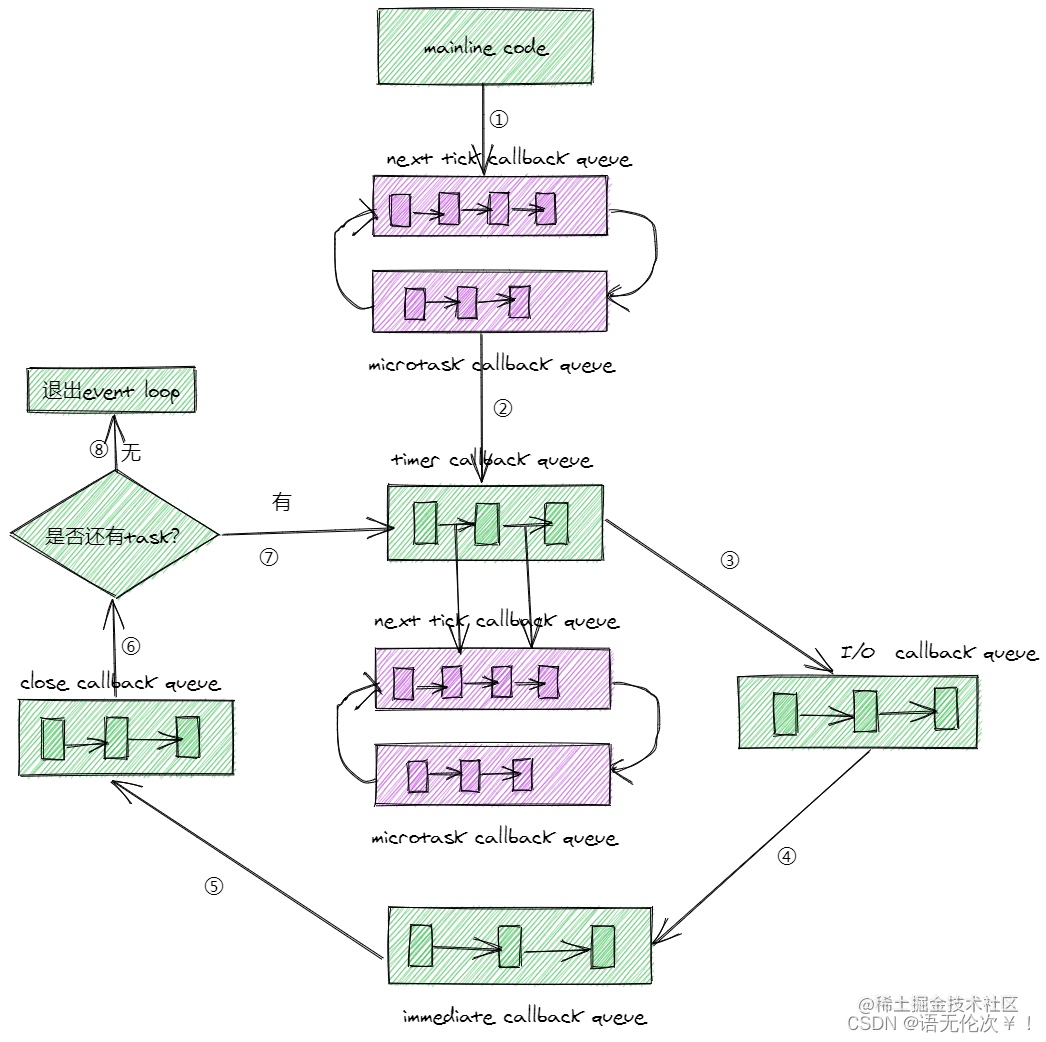 mainline code
①
next tick callback queue
microtask callback queue
②
退出event loop
⑧
无
timer callback queue
有
是否还有task?
⑦
③
next tick callback queue
⑥
I/O callback queue
close callback queue
microtask callback queue
④
⑤
immediate callback queue
@稀土掘金技术社区
CSDN @语无伦次￥！